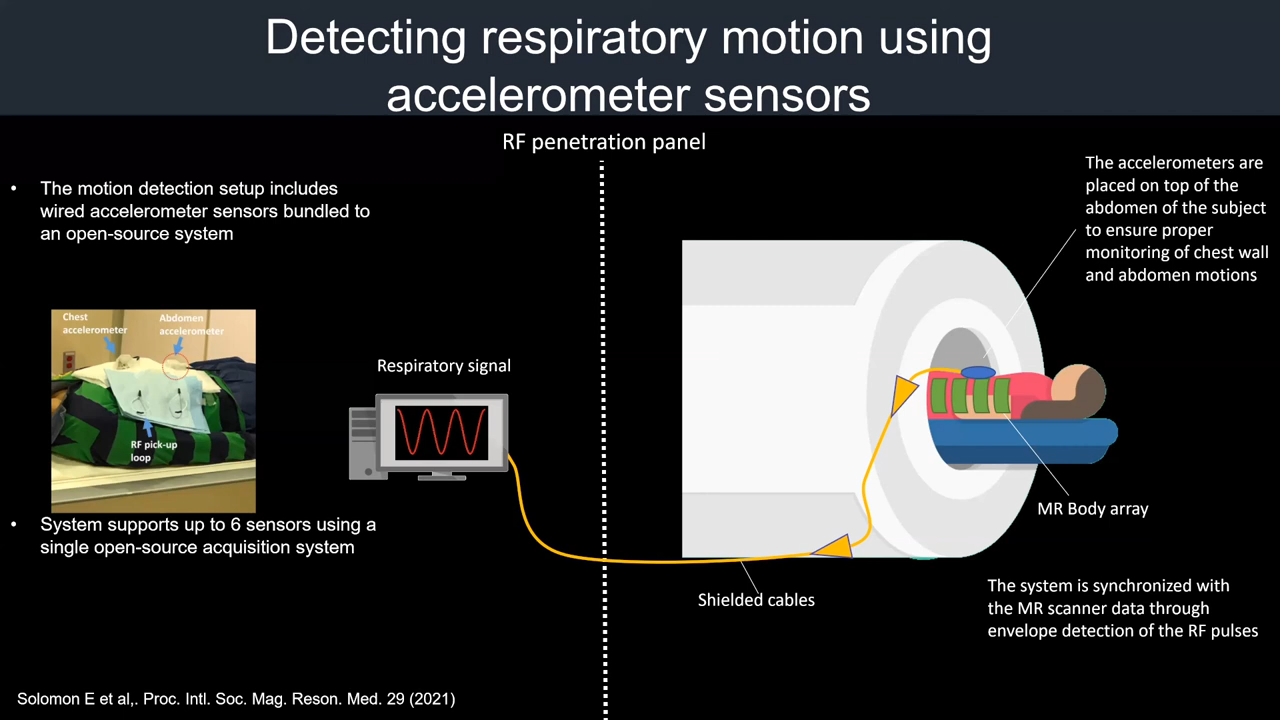 Detecting respiratory motion using
accelerometer sensors
RF penetration panel
• The motion detection setup includes
wired accelerometer sensors bundled to
an open-source system
Chest
accelerometer
Abdomen
accelerometer
RF pick-up
loop
• System supports up to 6 sensors using a
single open-source acquisition system
Respiratory signal
Shielded cables
The accelerometers are
placed on top of the
abdomen of the subject
to ensure proper
monitoring of chest wall
and abdomen motions
MR Body array
The system is synchronized with
the MR scanner data through
envelope detection of the RF pulses
Solomon E et al,. Proc. Intl. Soc. Mag. Reson. Med. 29 (2021)